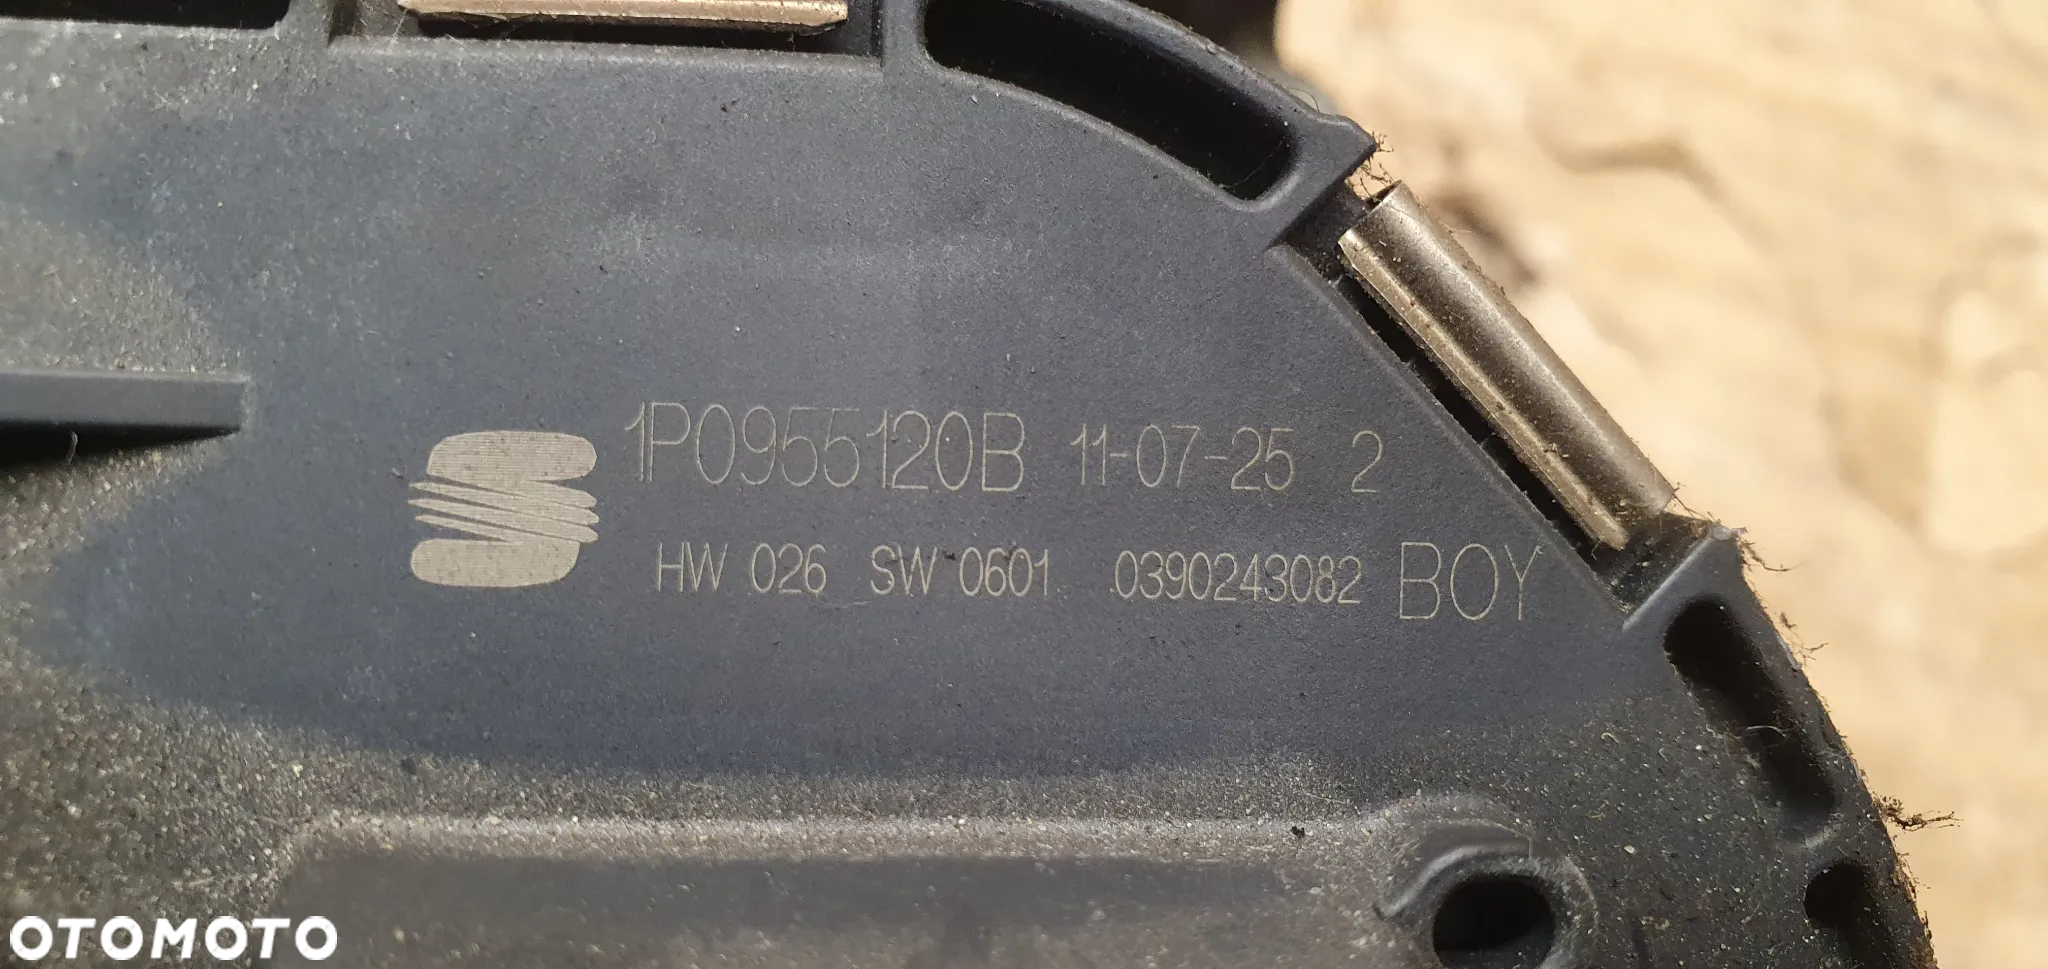 1P0955120B 11-07-25 2
HW 026 SW 0601 0390243082 BOY
OTOMOTO